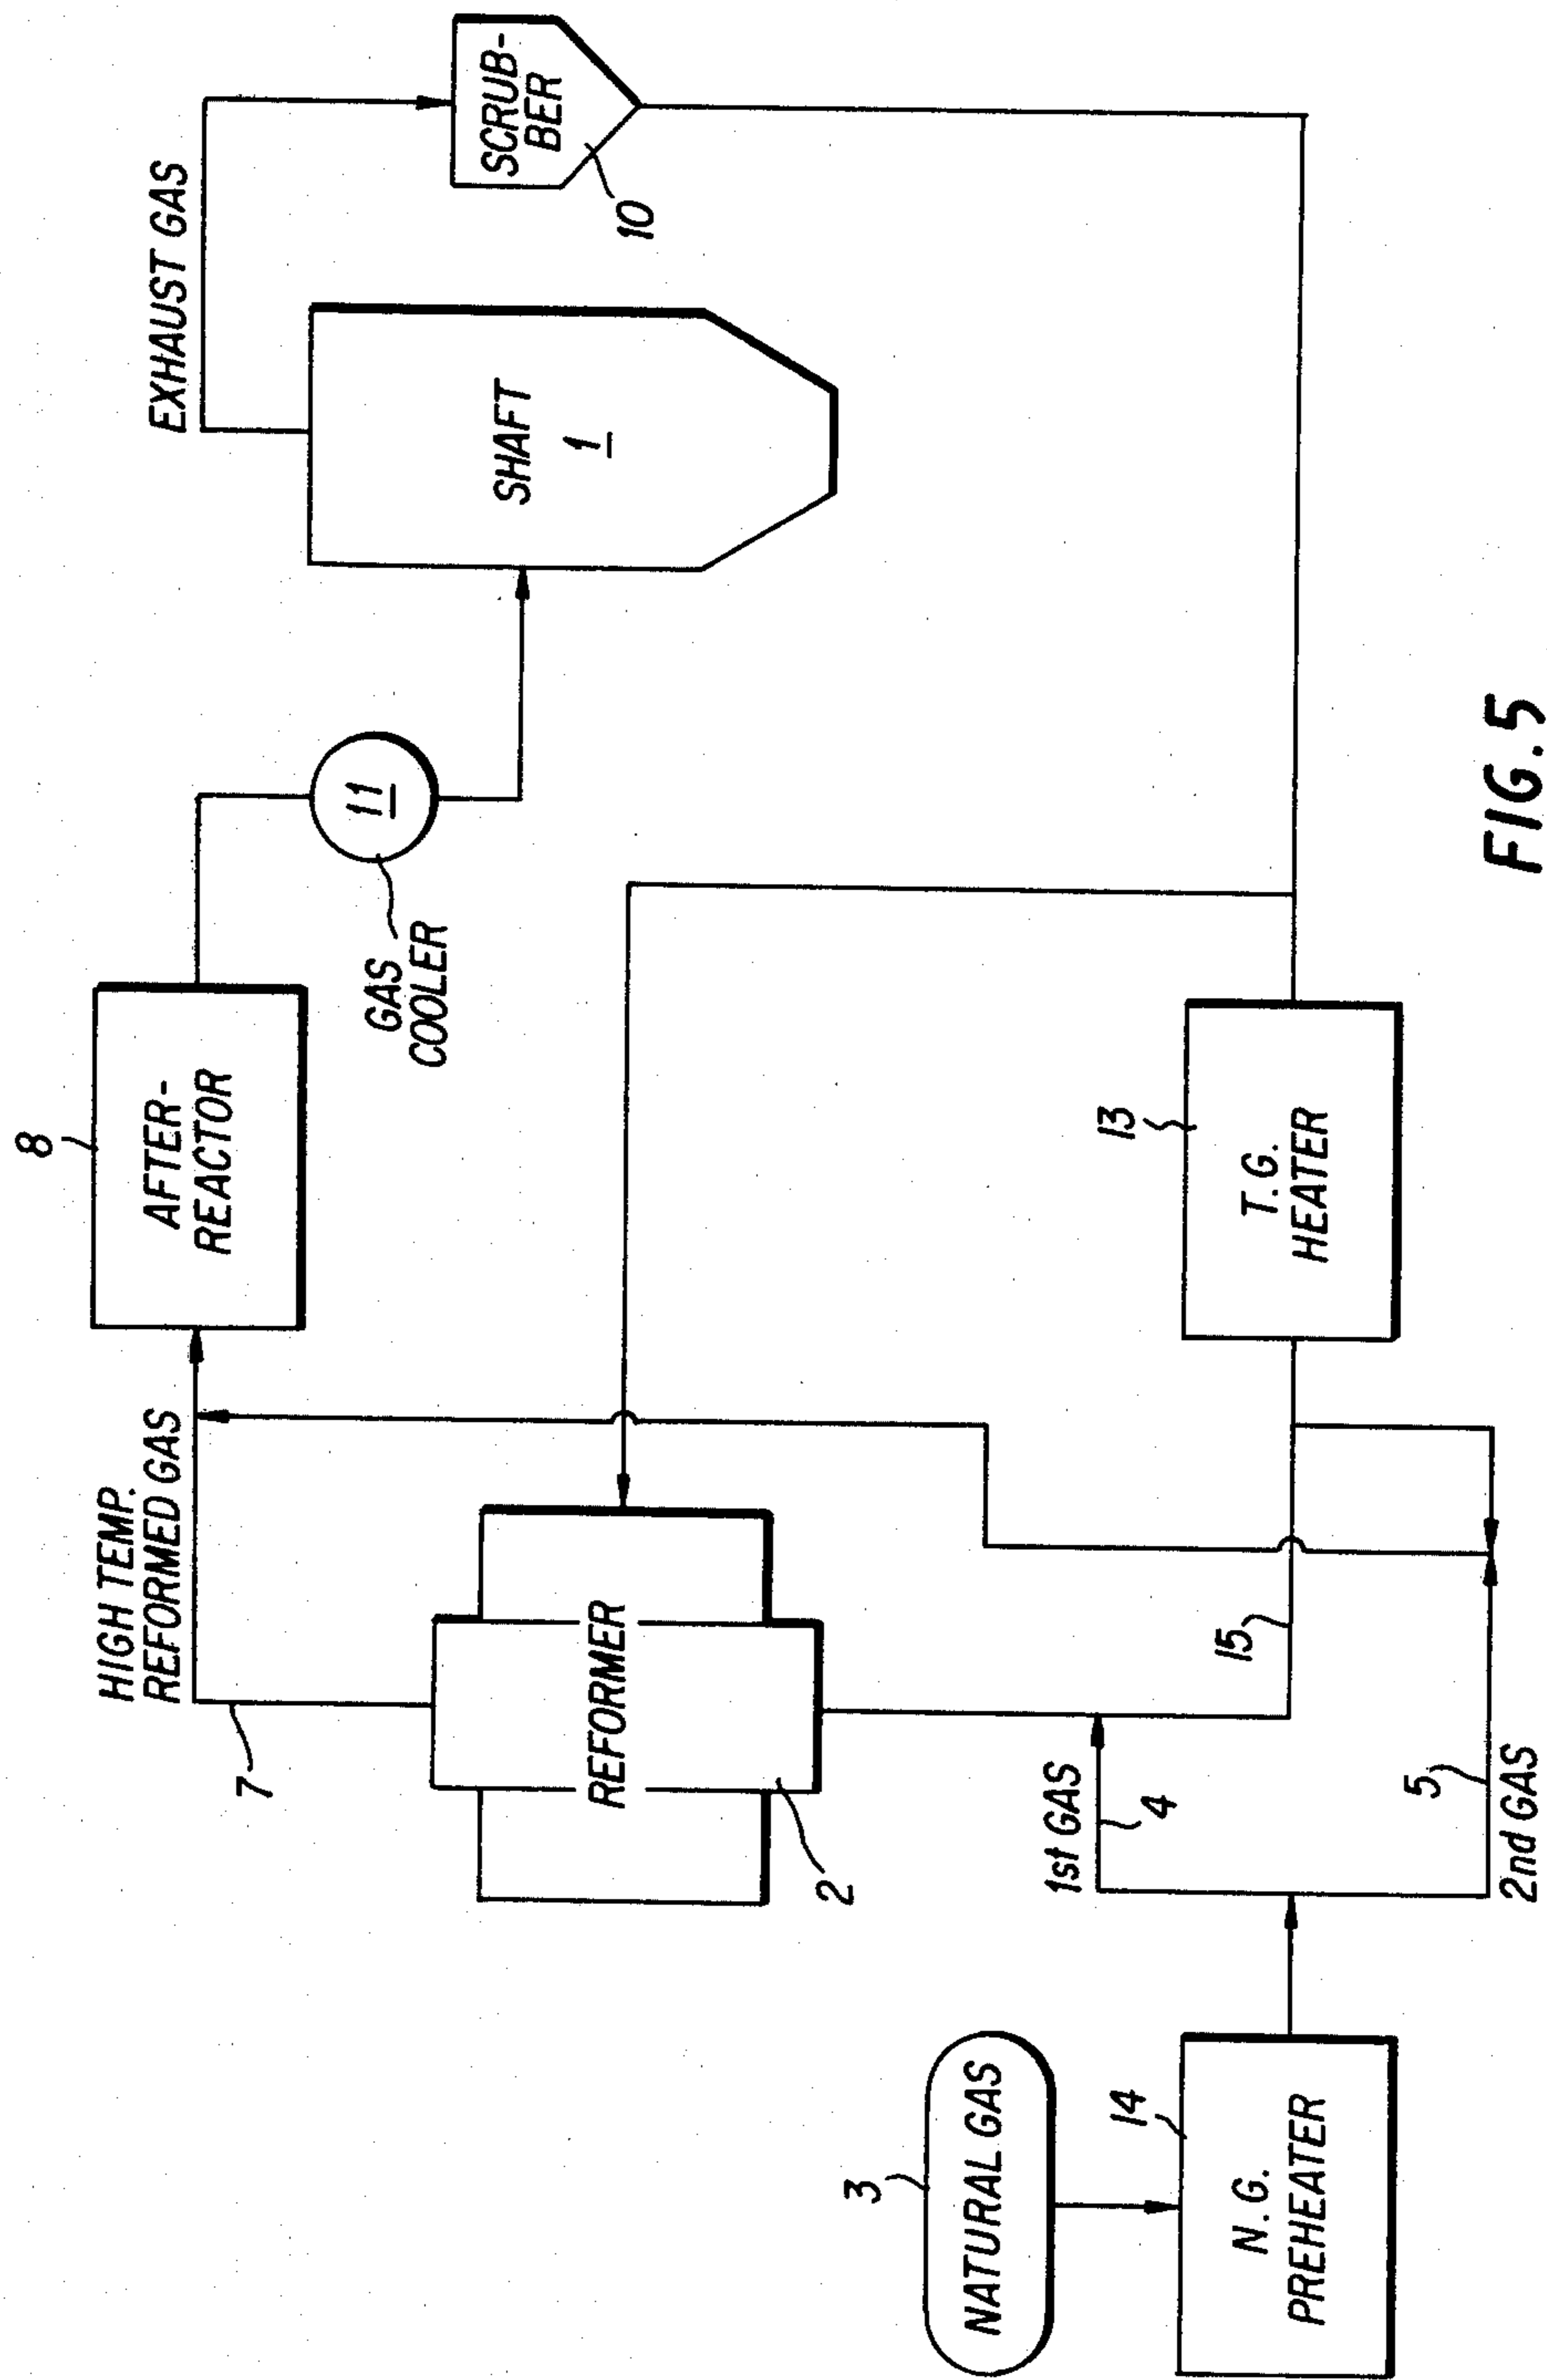 NATURAL GAS
3
N.G.
PREHEATER
14
1st GAS
4
5
2nd GAS
15
REFORMER
2
7
HIGH TEMP.
REFORMED GAS
AFTER-
REACTOR
8
GAS
COOLER
11
T.G.
HEATER
13
SHAFT
1
EXHAUST GAS
SCRUB-
BER
10
FIG. 5